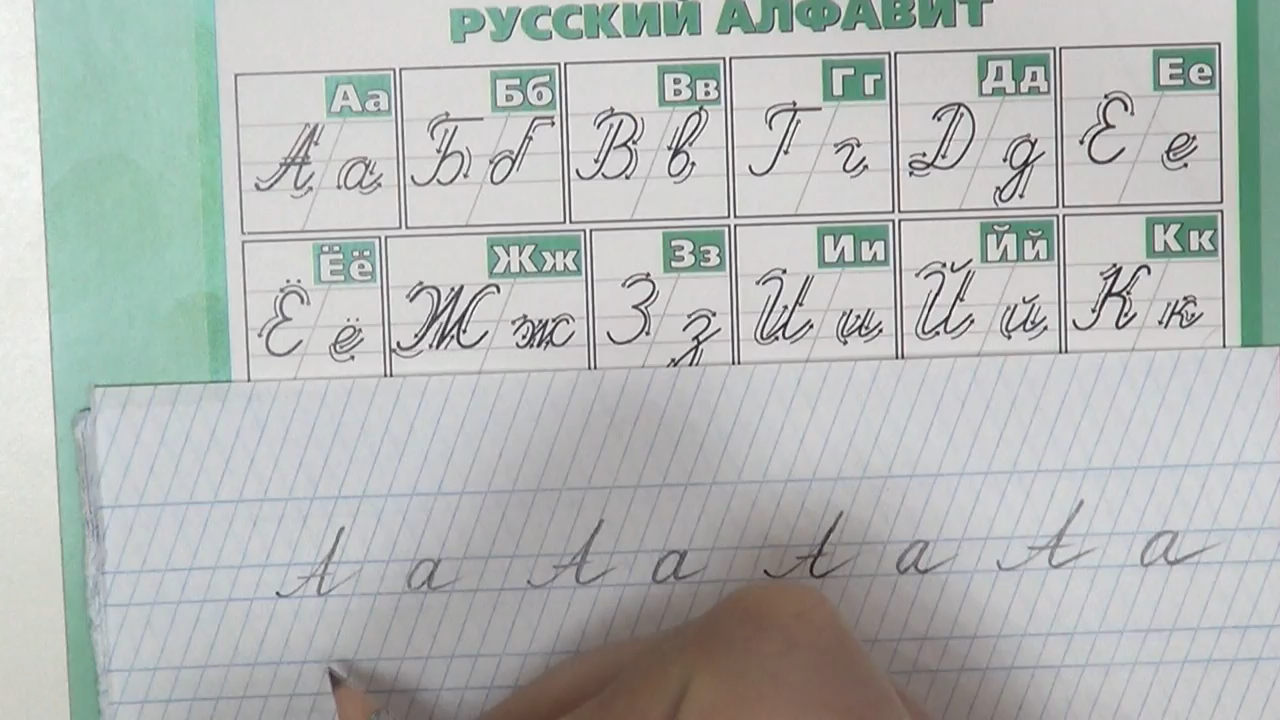 РУССКИЙ АЛФАВИТ
Аа Бб Вв Гг Дд Ее
А а Б б В в Г г Д д Е е
Ёё Жж Зз Ии Йй Кк
Ё ё Ж ж З з И и Й й К к
А а А а А а А а